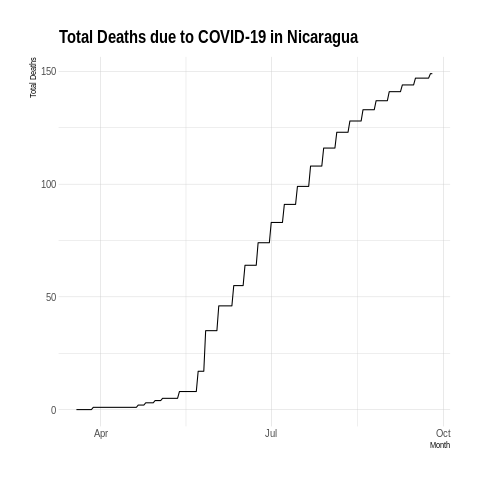 Total Deaths due to COVID-19 in Nicaragua
Total Deaths
150
100
50
0
Apr
Jul
Oct
Month